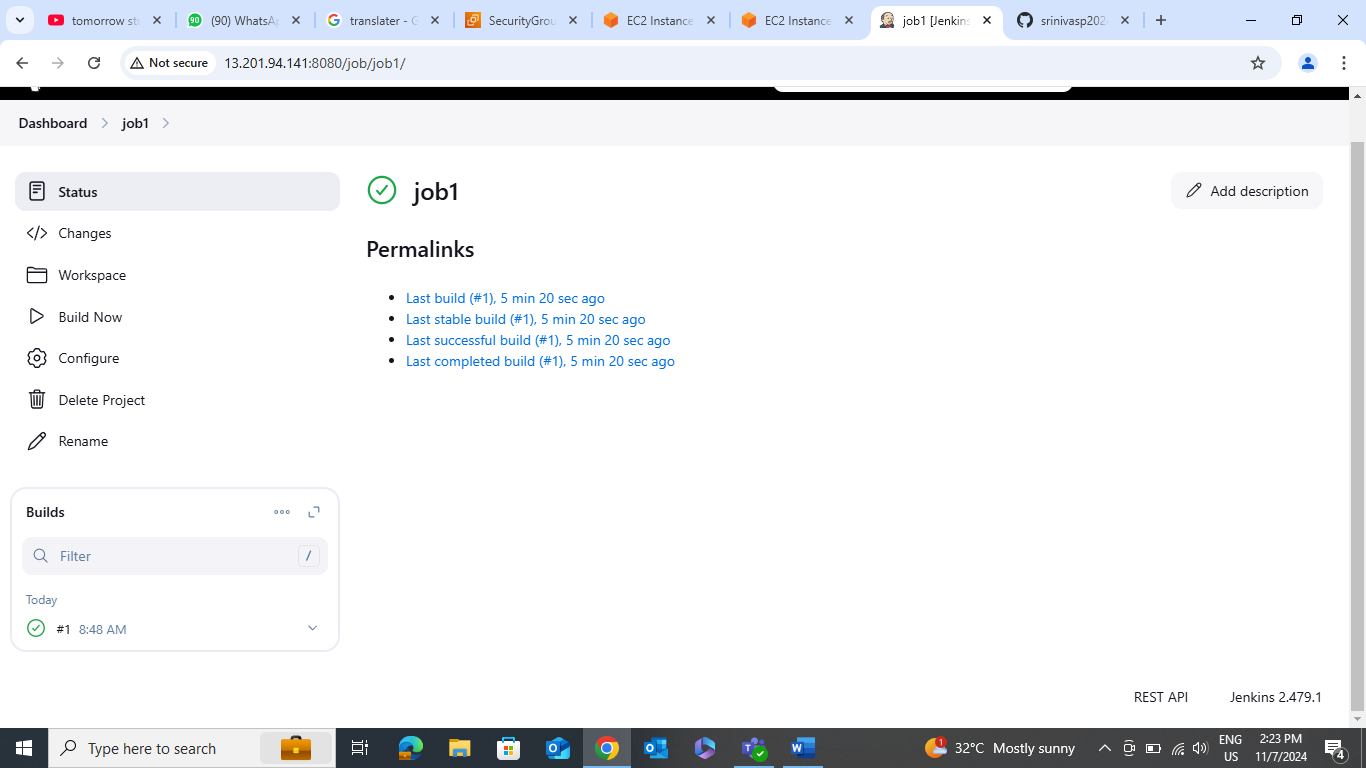 tomorrow st
90
(90) WhatsA
translater - G
SecurityGrou
EC2 Instance
EC2 Instance
job1 [Jenkins
srinivasp202
Not secure
13.201.94.141:8080/job/job1/
Dashboard
job1
Status
Changes
Workspace
Build Now
Configure
Delete Project
Rename
job1
Add description
Permalinks
Last build (#1), 5 min 20 sec ago
Last stable build (#1), 5 min 20 sec ago
Last successful build (#1), 5 min 20 sec ago
Last completed build (#1), 5 min 20 sec ago
Builds
Filter
/
Today
#1 8:48 AM
REST API
Jenkins 2.479.1
Type here to search
1
32°C Mostly sunny
ENG
US
2:23 PM
11/7/2024
4